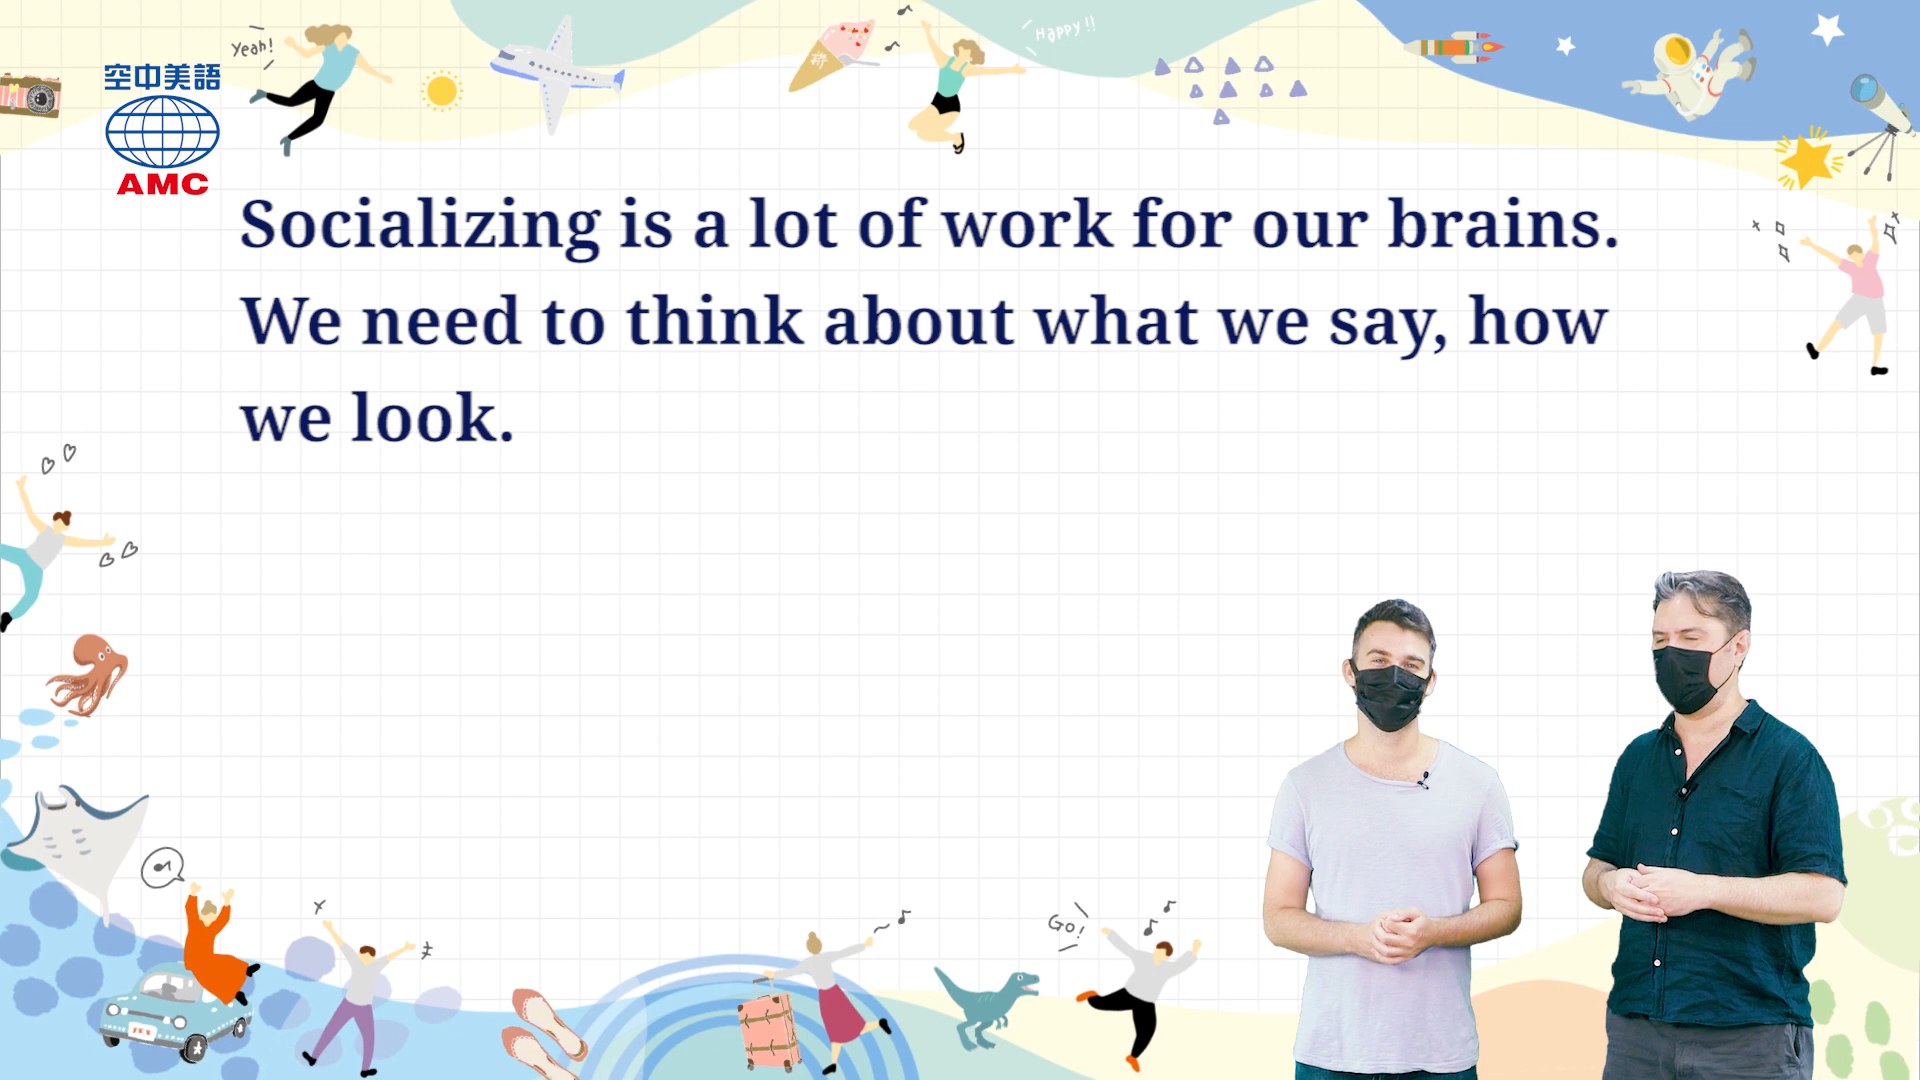 Yeah!
Happy!!
空中美語
AMC
Socializing is a lot of work for our brains.
We need to think about what we say, how
we look.
Go!